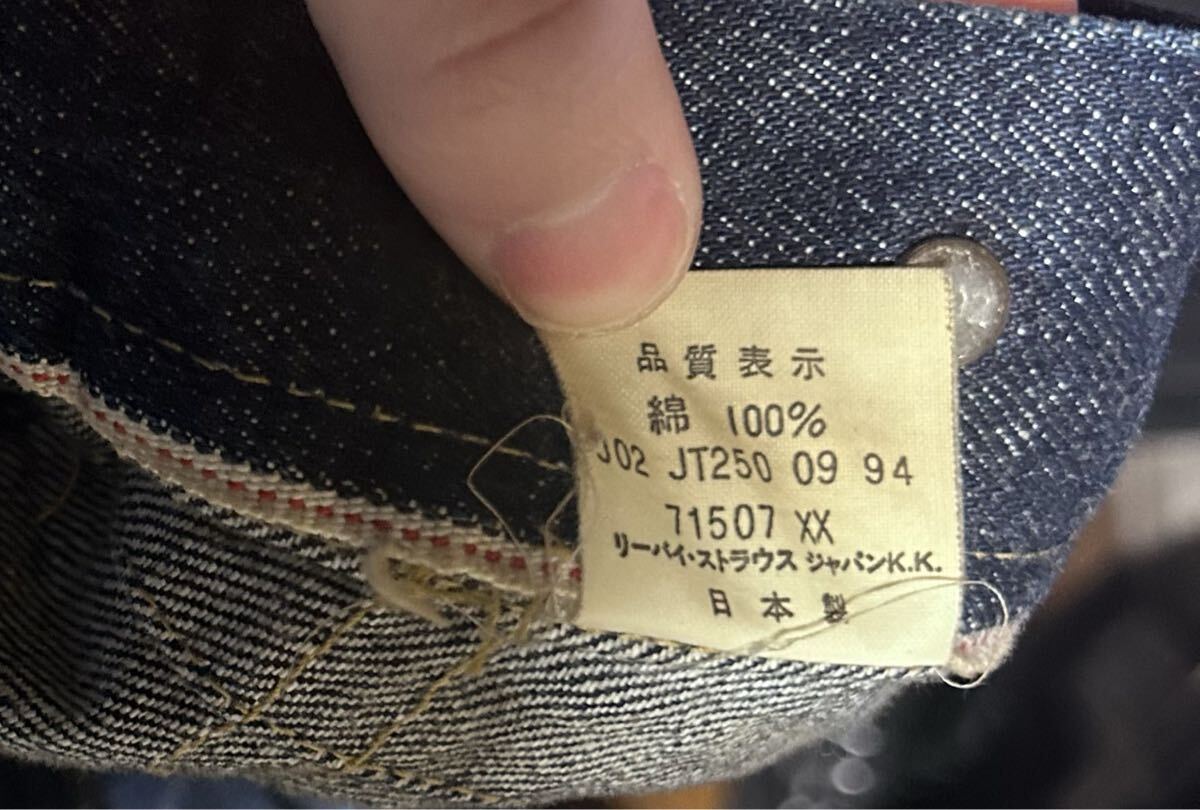 品質表示
綿 100%
J02 JT250 09 94
71507 XX
リーバイ・ストラウス ジャパンK.K.
日本製